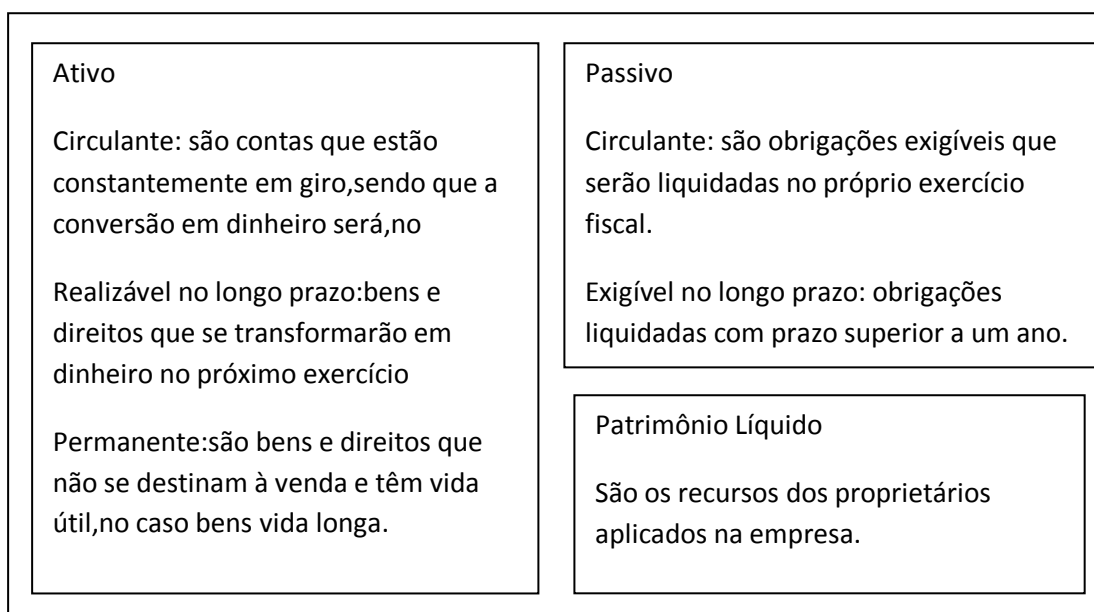 Ativo
Circulante: são contas que estão
constantemente em giro,sendo que a
conversão em dinheiro será,no
Realizável no longo prazo:bens e
direitos que se transformarão em
dinheiro no próximo exercício
Permanente:são bens e direitos que
não se destinam à venda e têm vida
útil,no caso bens vida longa.
Passivo
Circulante: são obrigações exigíveis que
serão liquidadas no próprio exercício
fiscal.
Exigível no longo prazo: obrigações
liquidadas com prazo superior a um ano.
Patrimônio Líquido
São os recursos dos proprietários
aplicados na empresa.